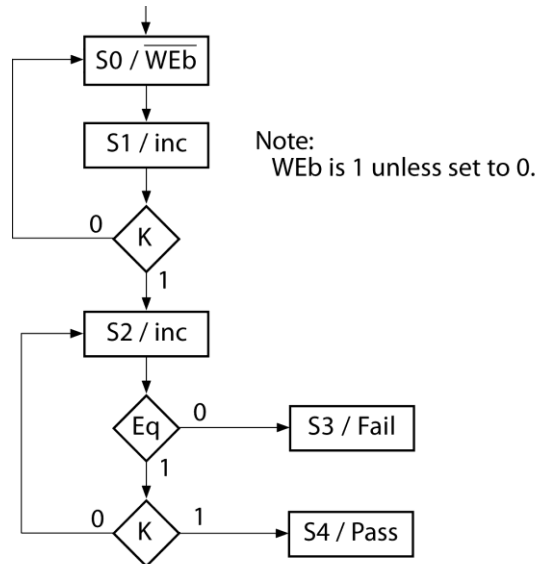 S0 / W̅E̅b̅
S1 / inc
Note:
WEb is 1 unless set to 0.
0
K
1
S2 / inc
Eq
0
S3 / Fail
1
0
K
1
S4 / Pass